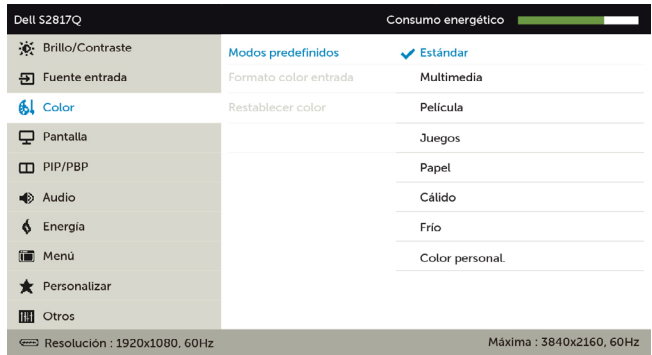 Dell S2817Q Consumo energético
Brillo/Contraste Modos predefinidos Estándar
Fuente entrada Formato color entrada Multimedia
Color Restablecer color Película
Pantalla Juegos
PIP/PBP Papel
Audio Cálido
Energía Frío
Menú Color personal.
Personalizar
Otros
Resolución : 1920x1080, 60Hz Máxima : 3840x2160, 60Hz